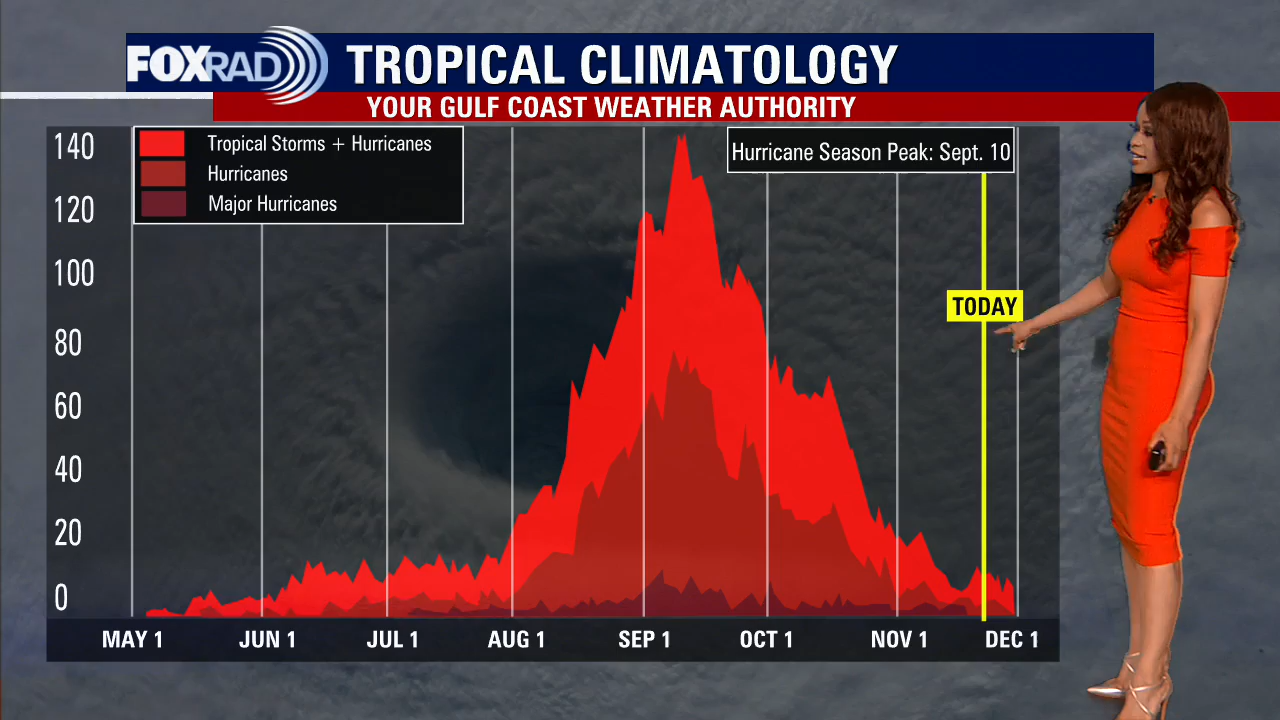 FOXRAD
TROPICAL CLIMATOLOGY
YOUR GULF COAST WEATHER AUTHORITY
Tropical Storms + Hurricanes
Hurricanes
Major Hurricanes
Hurricane Season Peak: Sept. 10
140
120
100
80
60
40
20
0
TODAY
MAY 1 JUN 1 JUL 1 AUG 1 SEP 1 OCT 1 NOV 1 DEC 1